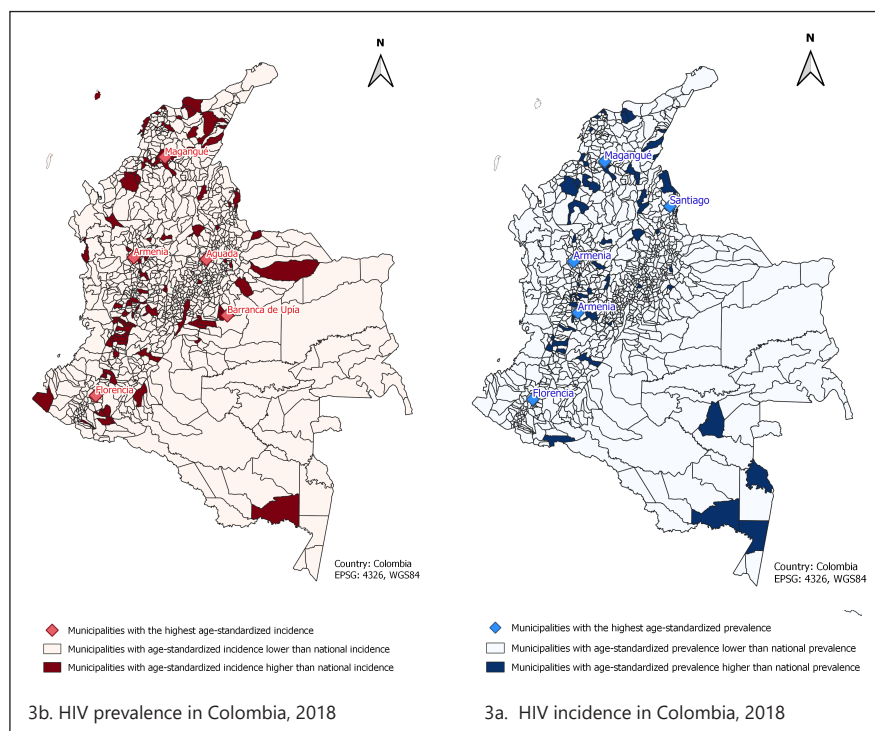 N
Magangué
Armenia
Aguada
Barranca de Upía
Florencia
Country: Colombia
EPSG: 4326, WGS84
Municipalities with the highest age-standardized incidence
Municipalities with age-standardized incidence lower than national incidence
Municipalities with age-standardized incidence higher than national incidence
3b. HIV prevalence in Colombia, 2018
N
Magangué
Santiago
Armenia
Armenia
Florencia
Country: Colombia
EPSG: 4326, WGS84
Municipalities with the highest age-standardized prevalence
Municipalities with age-standardized prevalence lower than national prevalence
Municipalities with age-standardized prevalence higher than national prevalence
3a. HIV incidence in Colombia, 2018